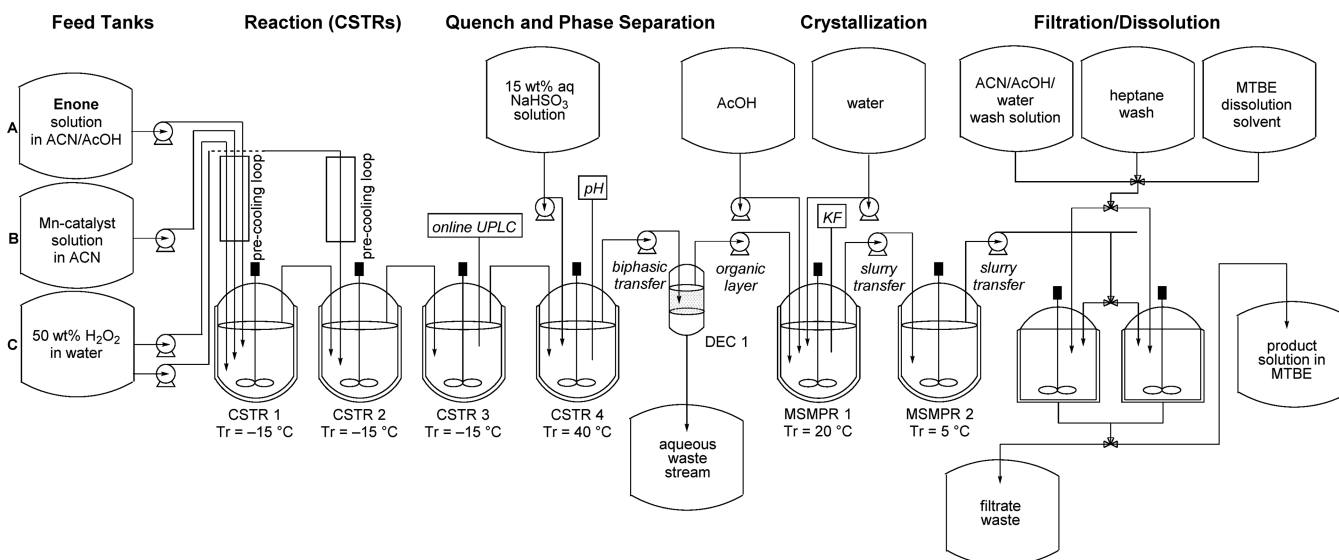 Feed Tanks
Reaction (CSTRs)
Quench and Phase Separation
Crystallization
Filtration/Dissolution
A
Enone
solution
in ACN/AcOH
B
Mn-catalyst
solution
in ACN
C
50 wt% H₂O₂
in water
pre-cooling loop
pre-cooling loop
CSTR 1
Tr = –15 °C
CSTR 2
Tr = –15 °C
online UPLC
CSTR 3
Tr = –15 °C
15 wt% aq
NaHSO₃
solution
pH
CSTR 4
Tr = 40 °C
biphasic
transfer
DEC 1
aqueous
waste
stream
organic
layer
AcOH
water
KF
MSMPR 1
Tr = 20 °C
slurry
transfer
MSMPR 2
Tr = 5 °C
slurry
transfer
ACN/AcOH/
water
wash solution
heptane
wash
MTBE
dissolution
solvent
filtrate
waste
product
solution in
MTBE